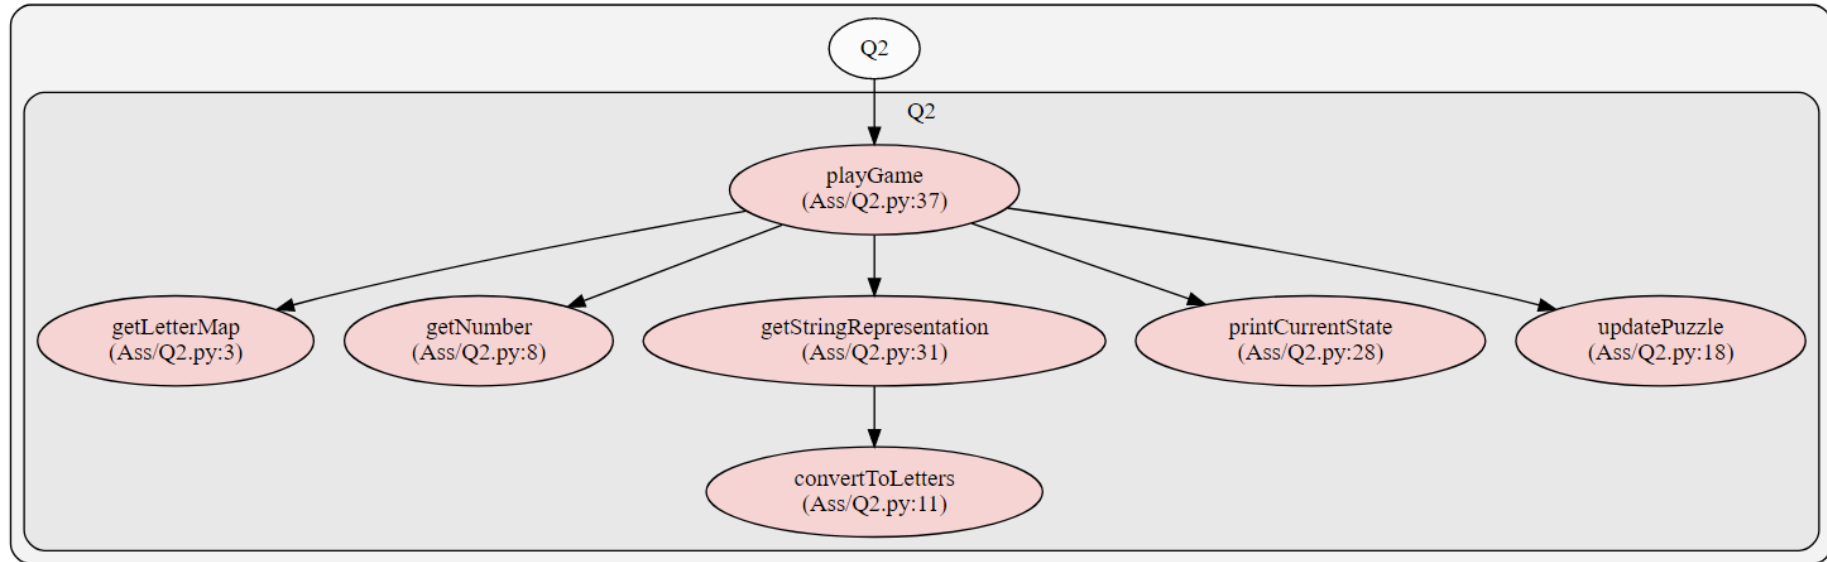 Q2
Q2
playGame
(Ass/Q2.py:37)
getLetterMap
(Ass/Q2.py:3)
getNumber
(Ass/Q2.py:8)
getStringRepresentation
(Ass/Q2.py:31)
printCurrentState
(Ass/Q2.py:28)
updatePuzzle
(Ass/Q2.py:18)
convertToLetters
(Ass/Q2.py:11)